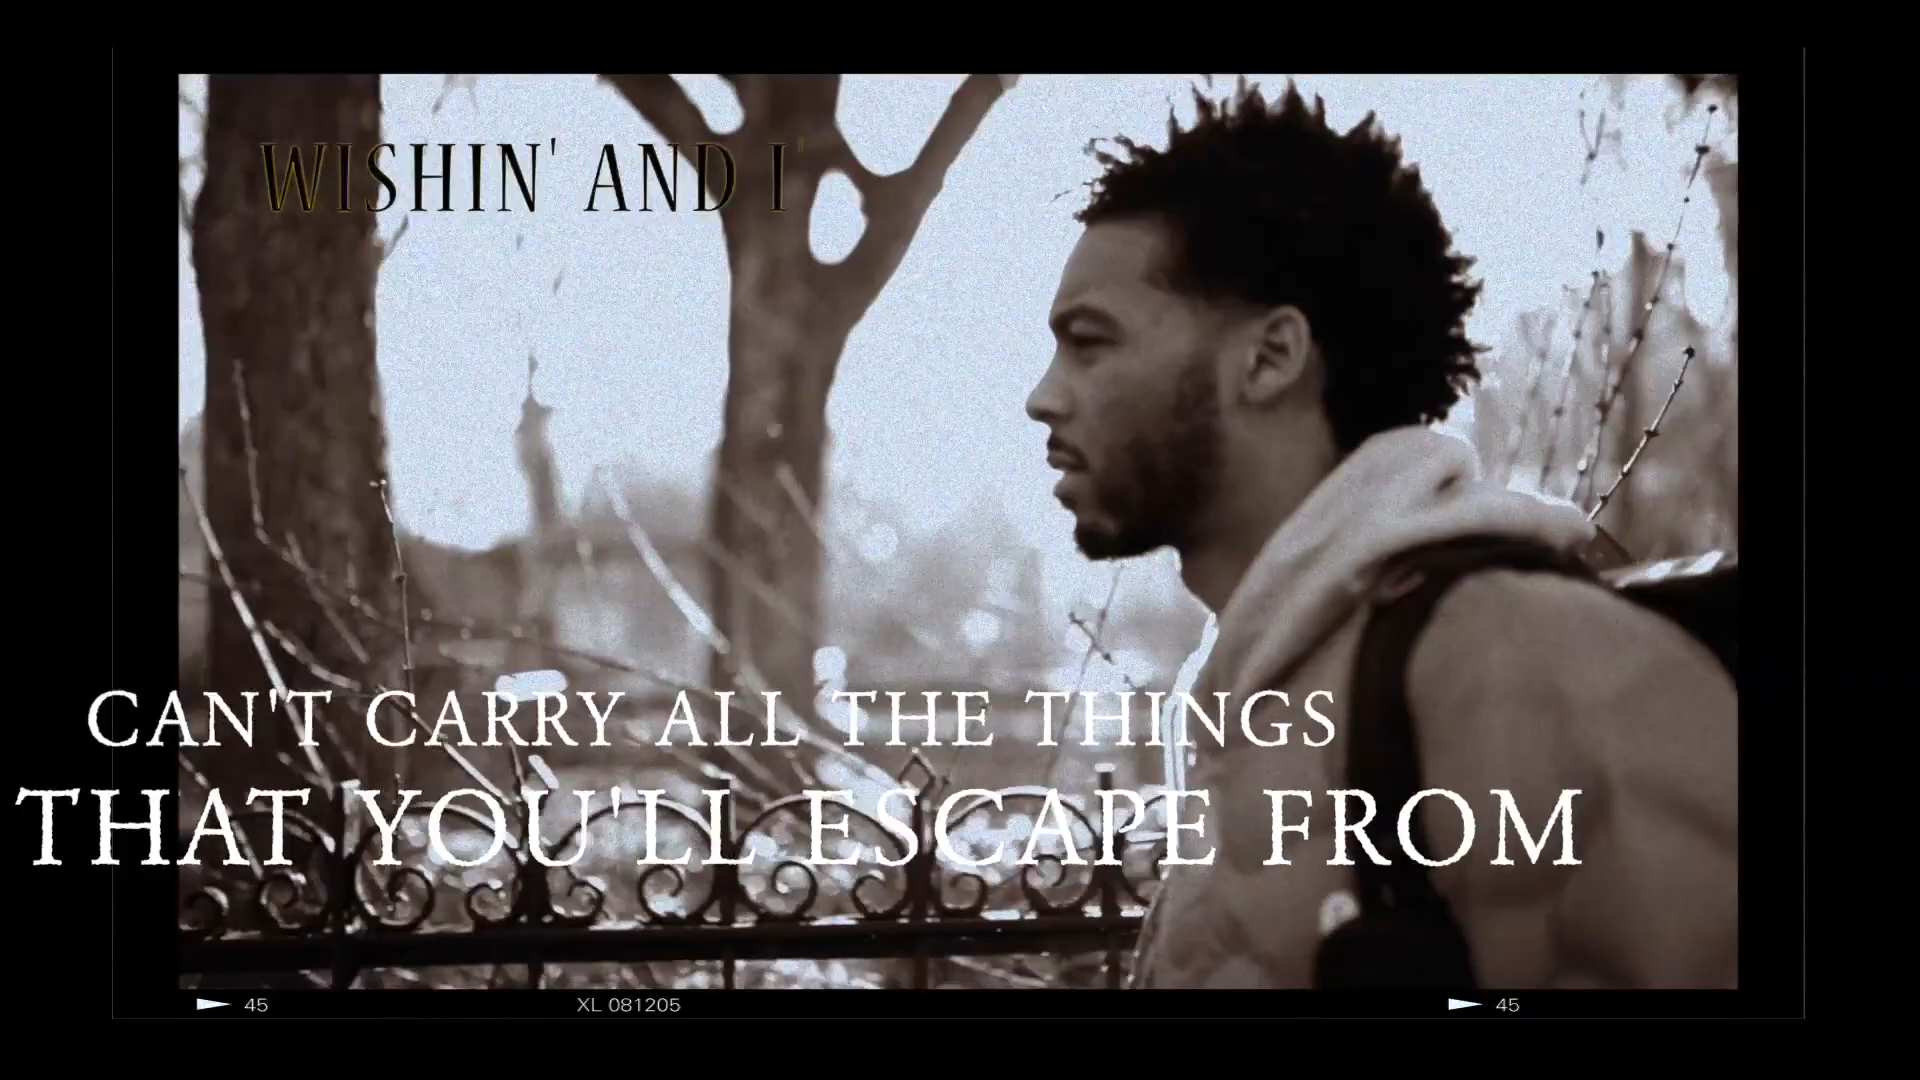 WISHIN' AND I'
CAN'T CARRY ALL THE THINGS
THAT YOU'LL ESCAPE FROM
45
XL 081205
45